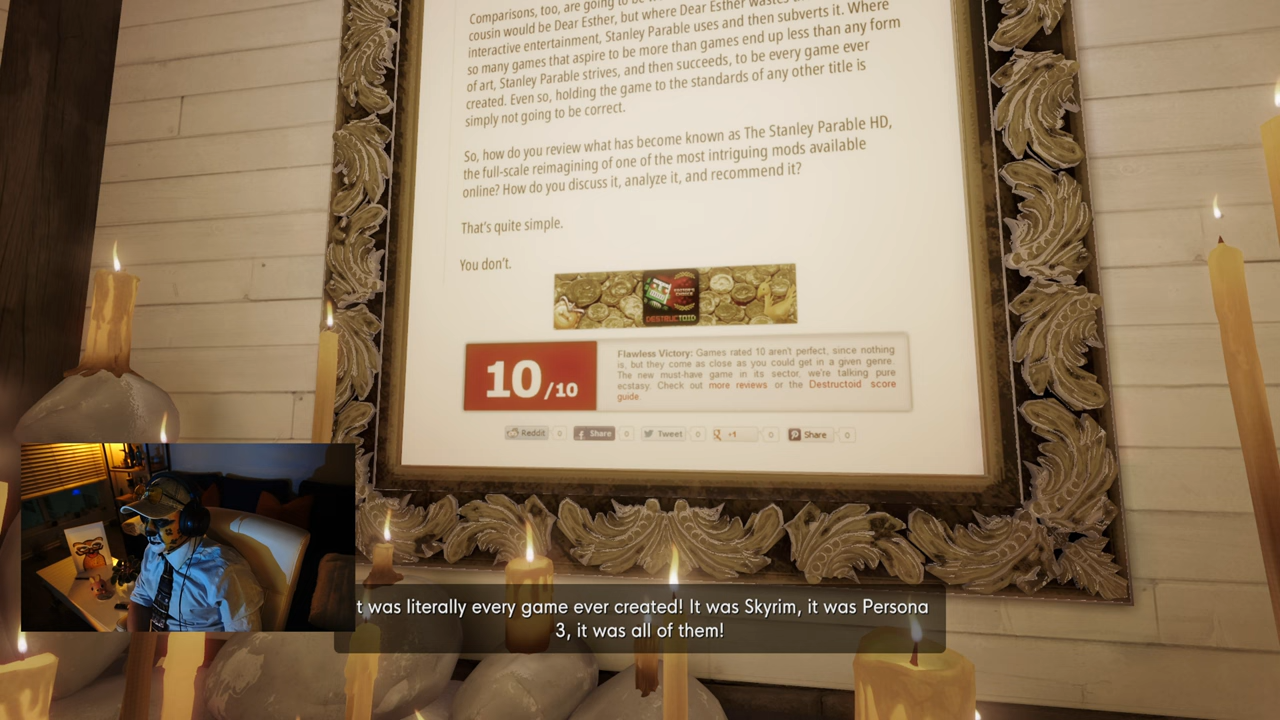 Comparisons, too, are going to be
cousin would be Dear Esther, but where Dear Esther wastes
interactive entertainment, Stanley Parable uses and then subverts it. Where
so many games that aspire to be more than games end up less than any form
of art, Stanley Parable strives, and then succeeds, to be every game ever
created. Even so, holding the game to the standards of any other title is
simply not going to be correct.
So, how do you review what has become known as The Stanley Parable HD,
the full-scale reimagining of one of the most intriguing mods available
online? How do you discuss it, analyze it, and recommend it?
That's quite simple.
You don't.
DESTRUCTOID
10/10
Flawless Victory: Games rated 10 aren't perfect, since nothing
is, but they come as close as you could get in a given genre.
The new must-have game in its sector, we're talking pure
ecstasy. Check out more reviews or the Destructoid score
guide.
Reddit 0 Share 0 Tweet 0 +1 0 Share 0
t was literally every game ever created! It was Skyrim, it was Persona
3, it was all of them!